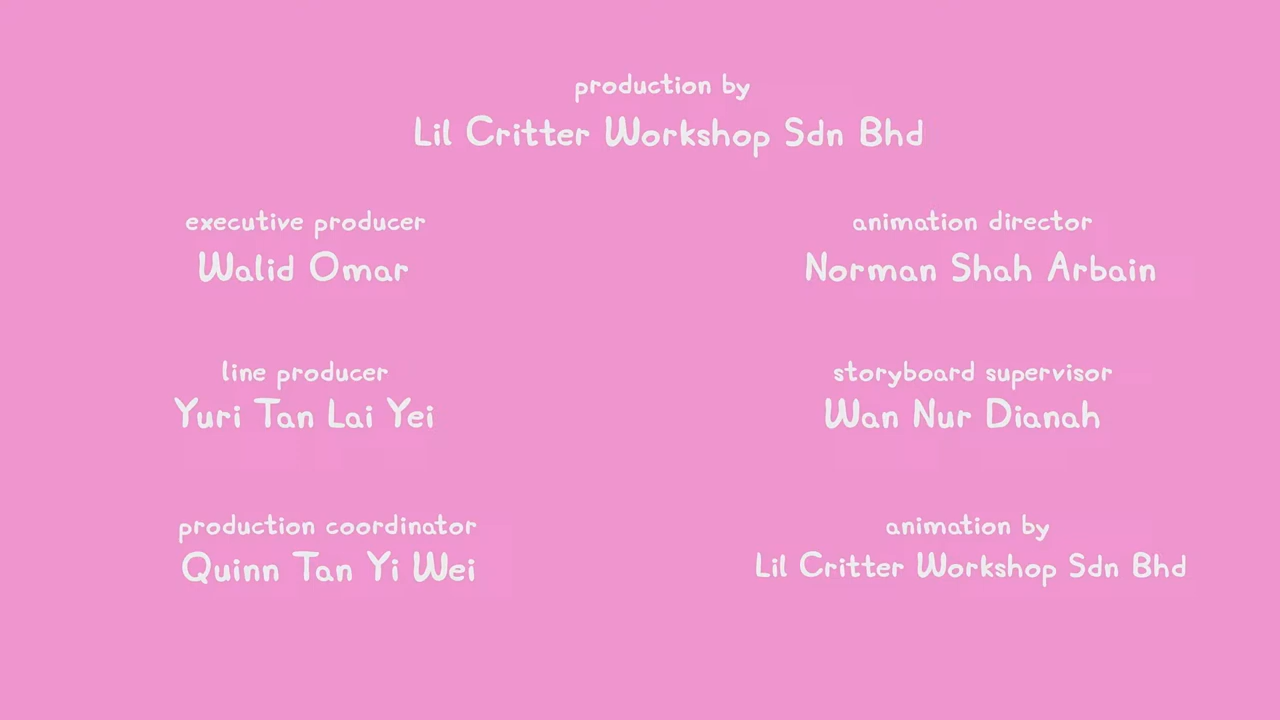 production by
Lil Critter Workshop Sdn Bhd
executive producer
Walid Omar
animation director
Norman Shah Arbain
line producer
Yuri Tan Lai Yei
storyboard supervisor
Wan Nur Dianah
production coordinator
Quinn Tan Yi Wei
animation by
Lil Critter Workshop Sdn Bhd